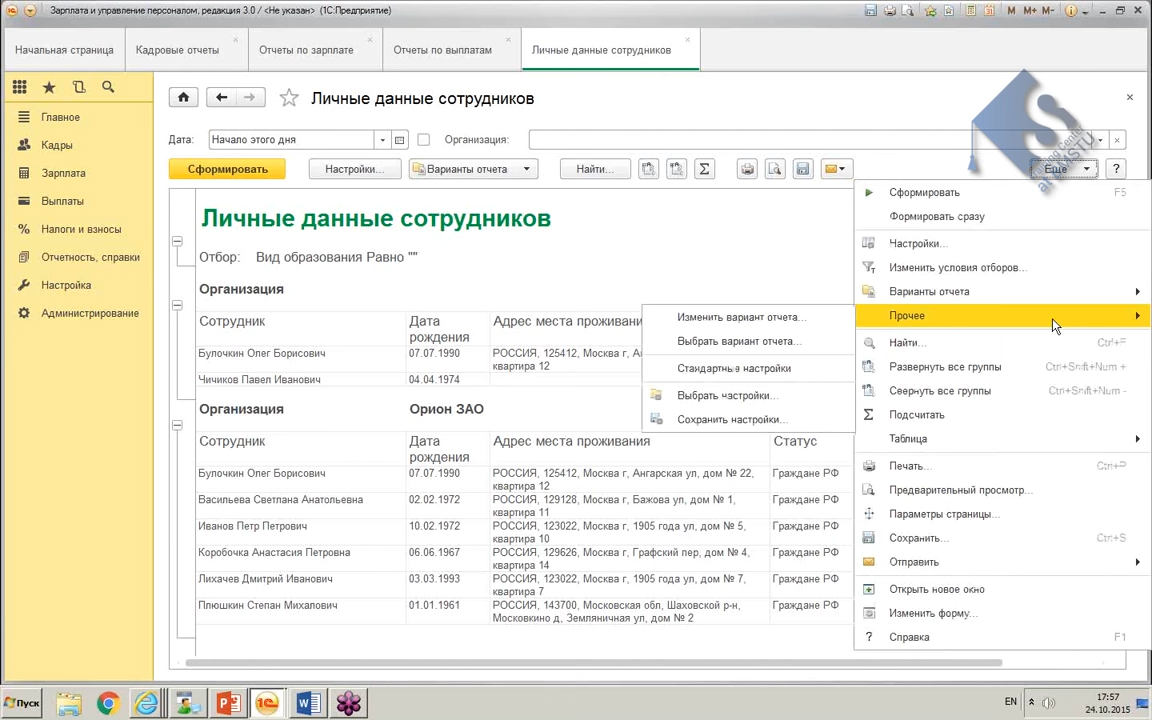 Зарплата и управление персоналом, редакция 3.0 / <Не указан> (1С:Предприятие)
M M+ M-
Начальная страница
Кадровые отчеты
Отчеты по зарплате
Отчеты по выплатам
Личные данные сотрудников
Главное
Кадры
Зарплата
Выплаты
Налоги и взносы
Отчетность, справки
Настройка
Администрирование
Личные данные сотрудников
Дата: Начало этого дня Организация:
Сформировать Настройки... Варианты отчета Найти... Еще ?
Личные данные сотрудников
Отбор: Вид образования Равно ""
Организация
Сотрудник Дата рождения Адрес места проживани
Булочкин Олег Борисович 07.07.1990 РОССИЯ, 125412, Москва г, А
квартира 12
Чичиков Павел Иванович 04.04.1974
Организация Орион ЗАО
Сотрудник Дата рождения Адрес места проживания Статус
Булочкин Олег Борисович 07.07.1990 РОССИЯ, 125412, Москва г, Ангарская ул, дом № 22, Граждане РФ
квартира 12
Васильева Светлана Анатольевна 02.02.1972 РОССИЯ, 129128, Москва г, Бажова ул, дом № 1, Граждане РФ
квартира 11
Иванов Петр Петрович 10.02.1972 РОССИЯ, 123022, Москва г, 1905 года ул, дом № 5, Граждане РФ
квартира 10
Коробочка Анастасия Петровна 06.06.1967 РОССИЯ, 129626, Москва г, Графский пер, дом № 4, Граждане РФ
квартира 14
Лихачев Дмитрий Иванович 03.03.1993 РОССИЯ, 123022, Москва г, 1905 года ул, дом № 7, Граждане РФ
квартира 7
Плюшкин Степан Михалович 01.01.1961 РОССИЯ, 143700, Московская обл, Шаховской р-н, Граждане РФ
Московкино д, Земляничная ул, дом № 2
Изменить вариант отчета...
Выбрать вариант отчета...
Стандартные настройки
Выбрать настройки...
Сохранить настройки...
Сформировать F5
Формировать сразу
Настройки...
Изменить условия отборов...
Варианты отчета
Прочее
Найти... Ctrl+F
Развернуть все группы Ctrl+Shift+Num +
Свернуть все группы Ctrl+Shift+Num -
Подсчитать
Таблица
Печать... Ctrl+P
Предварительный просмотр...
Параметры страницы...
Сохранить... Ctrl+S
Отправить
Открыть новое окно
Изменить форму...
? Справка F1
Пуск
EN
17:57
24.10.2015